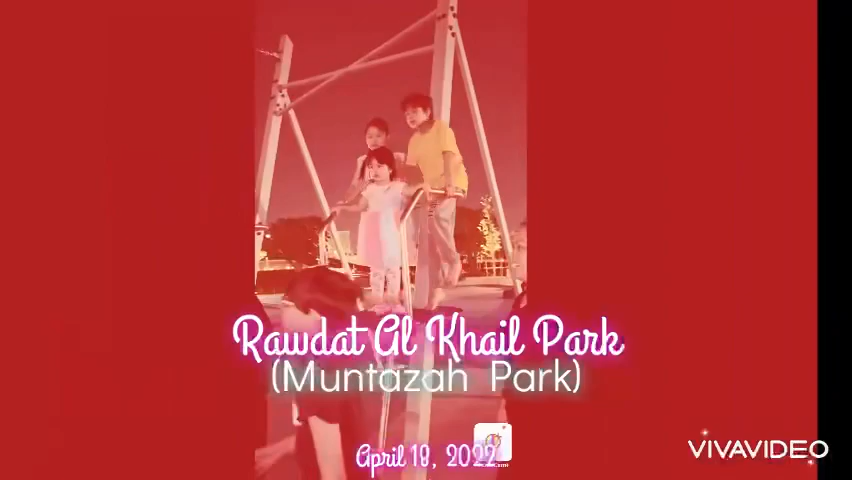 Rawdat Al Khail Park
(Muntazah Park)
April 18, 2022
VIVAVIDEO